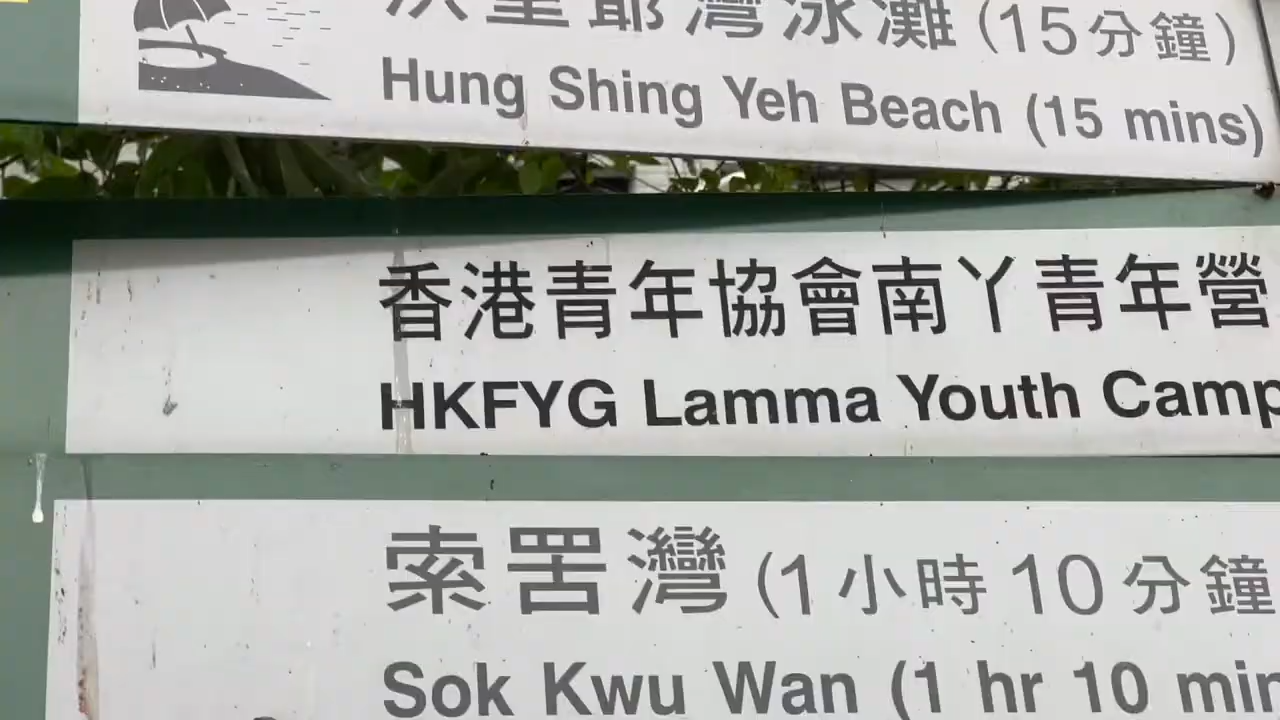 洪聖爺灣泳灘 (15分鐘)
Hung Shing Yeh Beach (15 mins)
香港青年協會南丫青年營
HKFYG Lamma Youth Camp
索罟灣 (1小時10分鐘
Sok Kwu Wan (1 hr 10 min